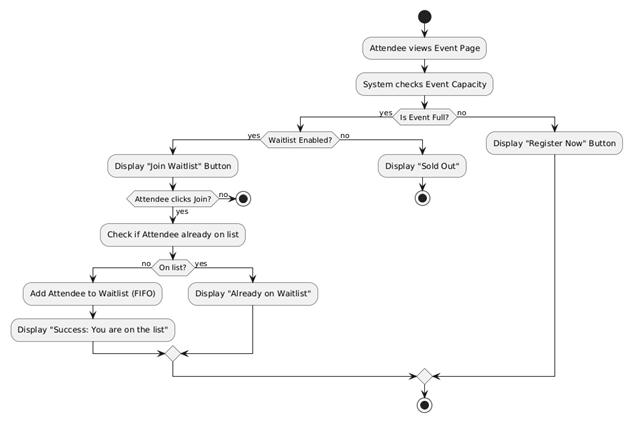 Attendee views Event Page
System checks Event Capacity
yes
Is Event Full?
no
yes
Waitlist Enabled?
no
Display "Register Now" Button
Display "Join Waitlist" Button
Display "Sold Out"
Attendee clicks Join?
no
yes
Check if Attendee already on list
no
On list?
yes
Add Attendee to Waitlist (FIFO)
Display "Already on Waitlist"
Display "Success: You are on the list"